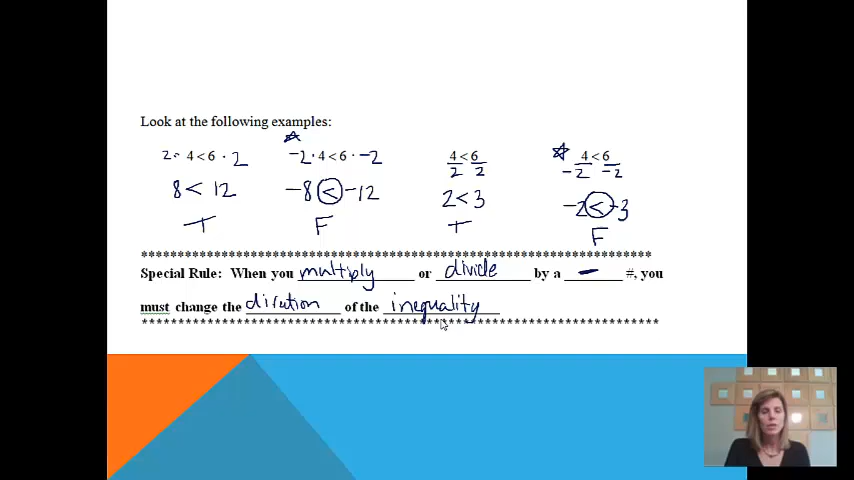 Look at the following examples:
2· 4 < 6 · 2 -2· 4 < 6 · -2 4 < 6 4 < 6
2 2 -2 -2
8 < 12 -8 < -12 2 < 3 -2 < -3
T F T F
*************************************************************************
Special Rule: When you multiply or divide by a - #, you
must change the direction of the inequality
*************************************************************************